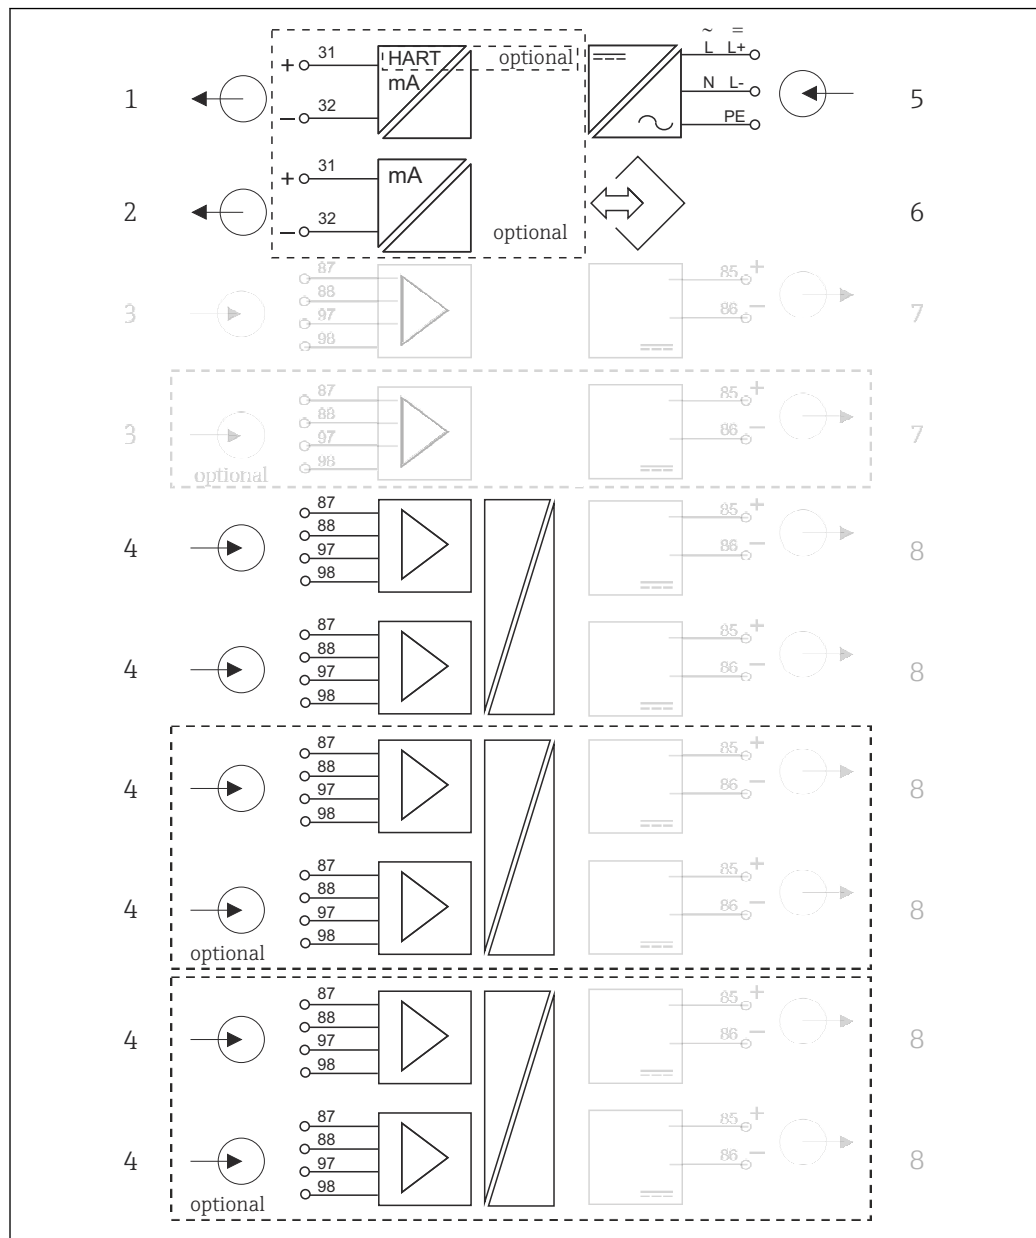 ~ =
31 HART optional L L+
+ mA
1 N L- 5
32 PE
−
31 mA
+
2 6
32 optional
−
87 85 +
88
3 97 86 − 7
98
87 85 +
88
3 97 86 − 7
optional 98
87 85 +
88
4 97 86 − 8
98
87 85 +
88
4 97 86 − 8
98
87 85 +
88
4 97 86 − 8
98
87 85 +
88
4 97 86 − 8
98
optional
87 85 +
88
4 97 86 − 8
98
87 85 +
88
4 97 86 − 8
98
optional